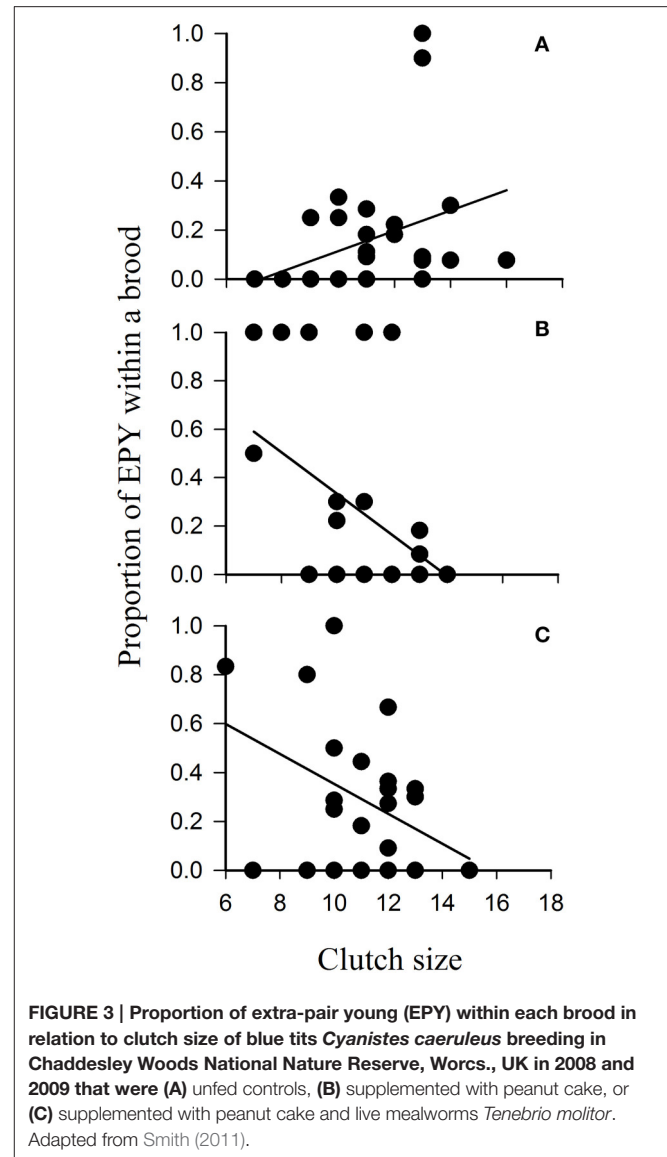 Proportion of EPY within a brood
1.0
0.8
0.6
0.4
0.2
0.0
A
1.0
0.8
0.6
0.4
0.2
0.0
B
1.0
0.8
0.6
0.4
0.2
0.0
C
6 8 10 12 14 16 18
Clutch size
FIGURE 3 | Proportion of extra-pair young (EPY) within each brood in
relation to clutch size of blue tits Cyanistes caeruleus breeding in
Chaddesley Woods National Nature Reserve, Worcs., UK in 2008 and
2009 that were (A) unfed controls, (B) supplemented with peanut cake, or
(C) supplemented with peanut cake and live mealworms Tenebrio molitor.
Adapted from Smith (2011).